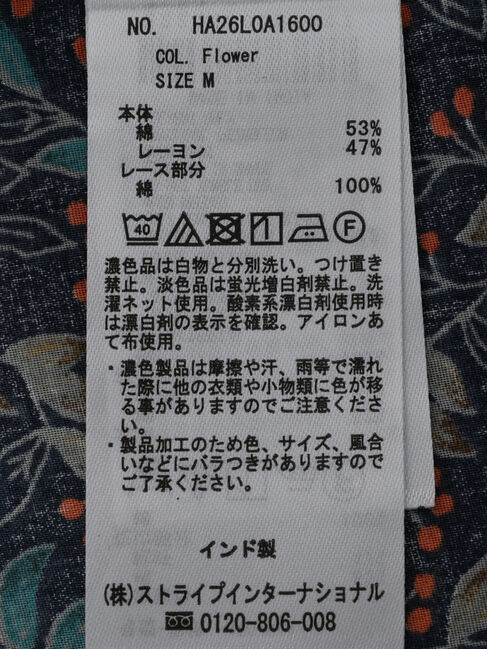 NO. HA26L0A1600
COL. Flower
SIZE M
本体
綿 53%
レーヨン 47%
レース部分
綿 100%
40 F
濃色品は白物と分別洗い。つけ置き
禁止。淡色品は蛍光増白剤禁止。洗
濯ネット使用。酸素系漂白剤使用時
は漂白剤の表示を確認。アイロンあ
て布使用。
・濃色製品は摩擦や汗、雨等で濡れ
た際に他の衣類や小物類に色が移
る事がありますのでご注意くださ
い。
・製品加工のため色、サイズ、風合
いなどにバラつきがありますので
ご了承ください。
インド製
(株)ストライプインターナショナル
0120-806-008